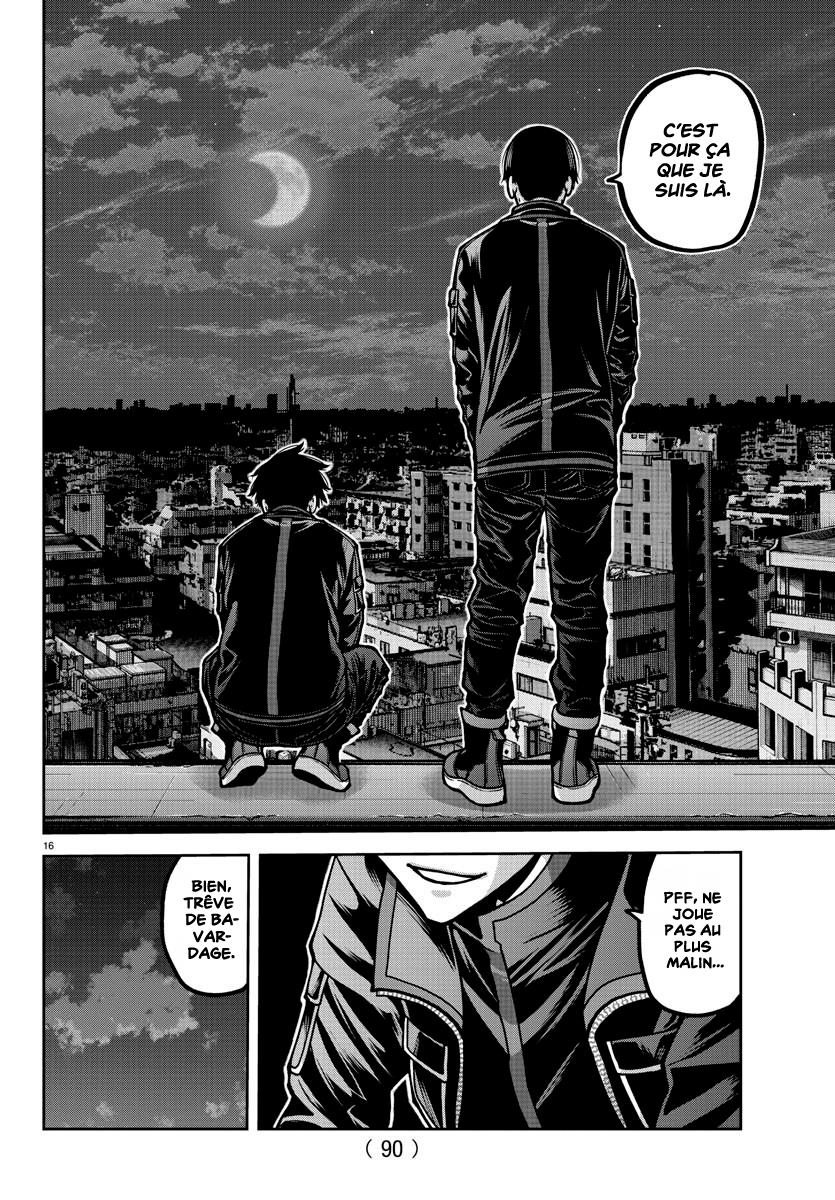 C'EST
POUR ÇA
QUE JE
SUIS LÀ.
16
PFF, NE
JOUE
PAS AU
PLUS
MALIN...
BIEN,
TRÊVE
DE BA-
VAR-
DAGE.
( 90 )